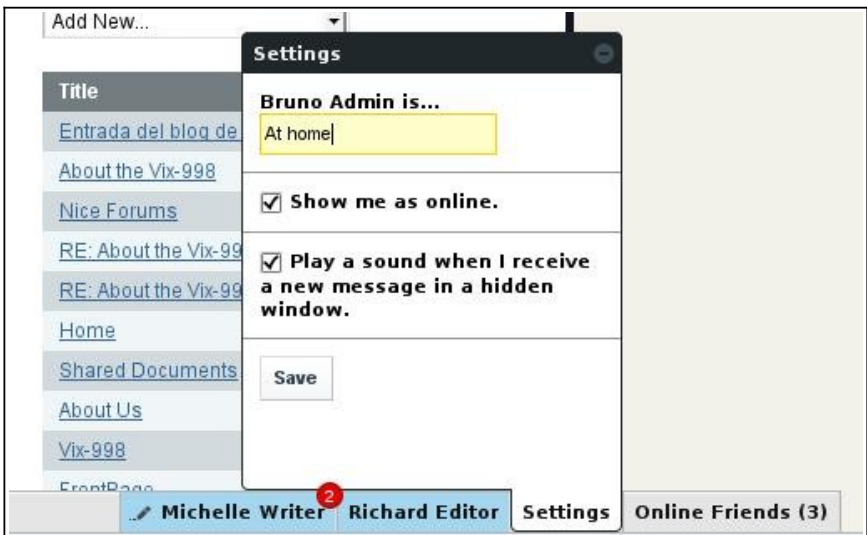 Add New...
Settings
Title
Bruno Admin is...
At home
Entrada del blog de
About the Vix-998
Show me as online.
Nice Forums
RE: About the Vix-99
Play a sound when I receive
a new message in a hidden
window.
RE: About the Vix-99
Home
Shared Documents
Save
About Us
Vix-998
FrontPage
2
Michelle Writer
Richard Editor
Settings
Online Friends (3)